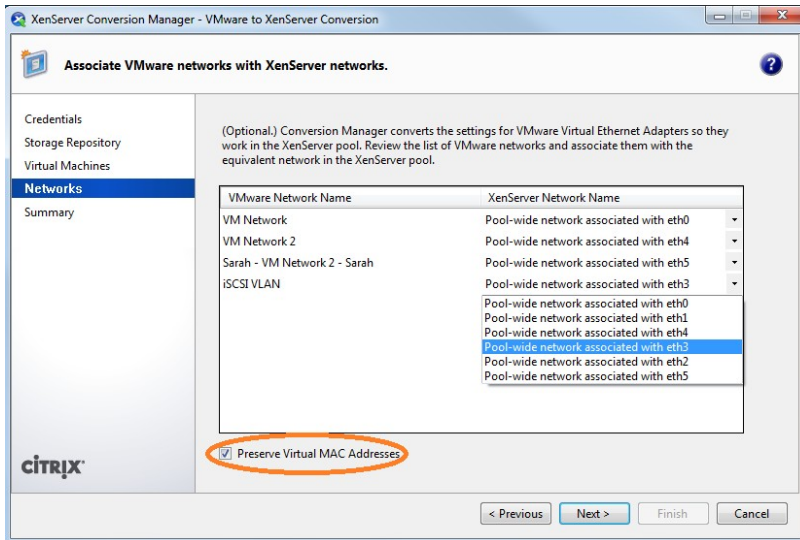 XenServer Conversion Manager - VMware to XenServer Conversion
Associate VMware networks with XenServer networks.
?
Credentials
Storage Repository
Virtual Machines
Networks
Summary
(Optional.) Conversion Manager converts the settings for VMware Virtual Ethernet Adapters so they
work in the XenServer pool. Review the list of VMware networks and associate them with the
equivalent network in the XenServer pool.
VMware Network Name XenServer Network Name
VM Network Pool-wide network associated with eth0
VM Network 2 Pool-wide network associated with eth4
Sarah - VM Network 2 - Sarah Pool-wide network associated with eth5
iSCSI VLAN Pool-wide network associated with eth3
Pool-wide network associated with eth0
Pool-wide network associated with eth1
Pool-wide network associated with eth4
Pool-wide network associated with eth3
Pool-wide network associated with eth2
Pool-wide network associated with eth5
Preserve Virtual MAC Addresses
CITRIX
< Previous Next > Finish Cancel